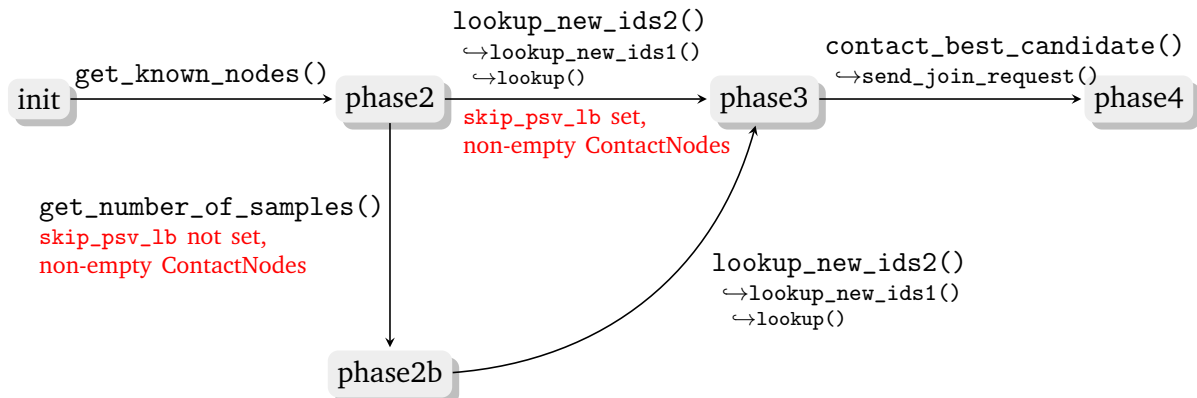 lookup_new_ids2()
↪lookup_new_ids1()
↪lookup()
contact_best_candidate()
↪send_join_request()
get_known_nodes()
init
phase2
phase3
phase4
skip_psv_lb set,
non-empty ContactNodes
get_number_of_samples()
skip_psv_lb not set,
non-empty ContactNodes
lookup_new_ids2()
↪lookup_new_ids1()
↪lookup()
phase2b